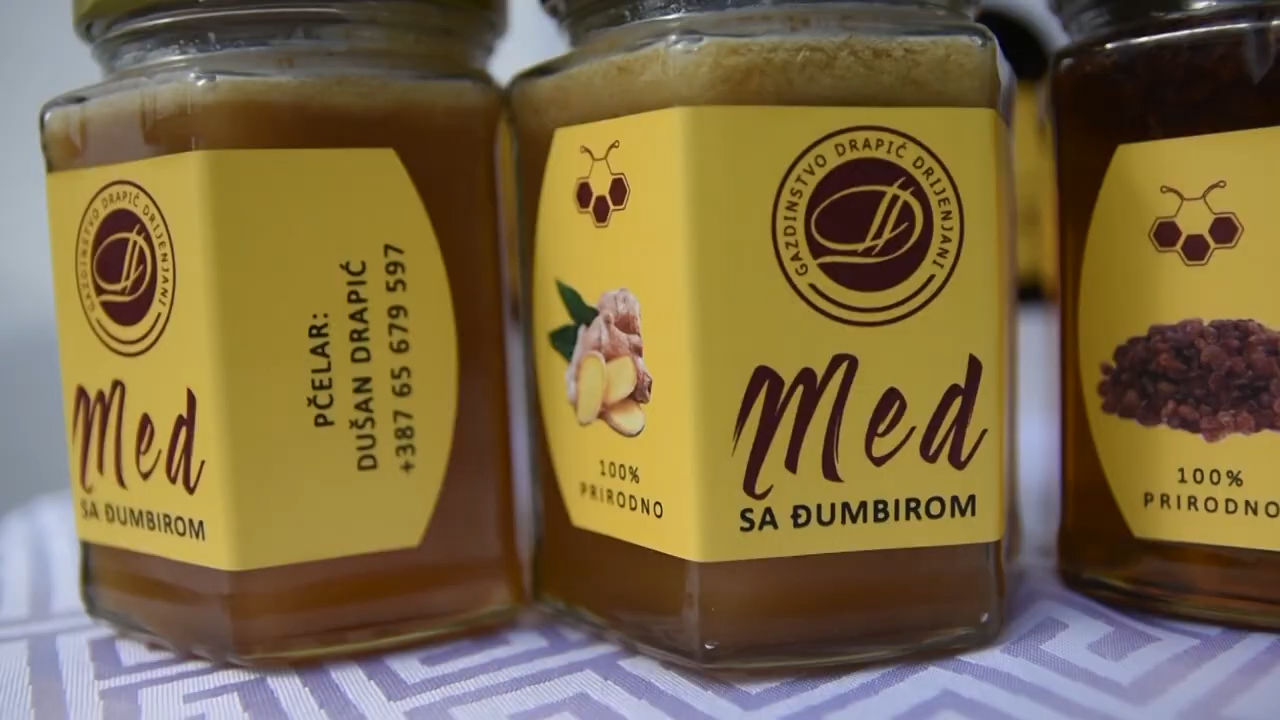 GAZDINSTVO DRAPIĆ DRIJENJANI
Med
SA ĐUMBIROM
PČELAR:
DUŠAN DRAPIĆ
+387 65 679 597
100%
PRIRODNO
GAZDINSTVO DRAPIĆ DRIJENJANI
Med
SA ĐUMBIROM
100%
PRIRODNO